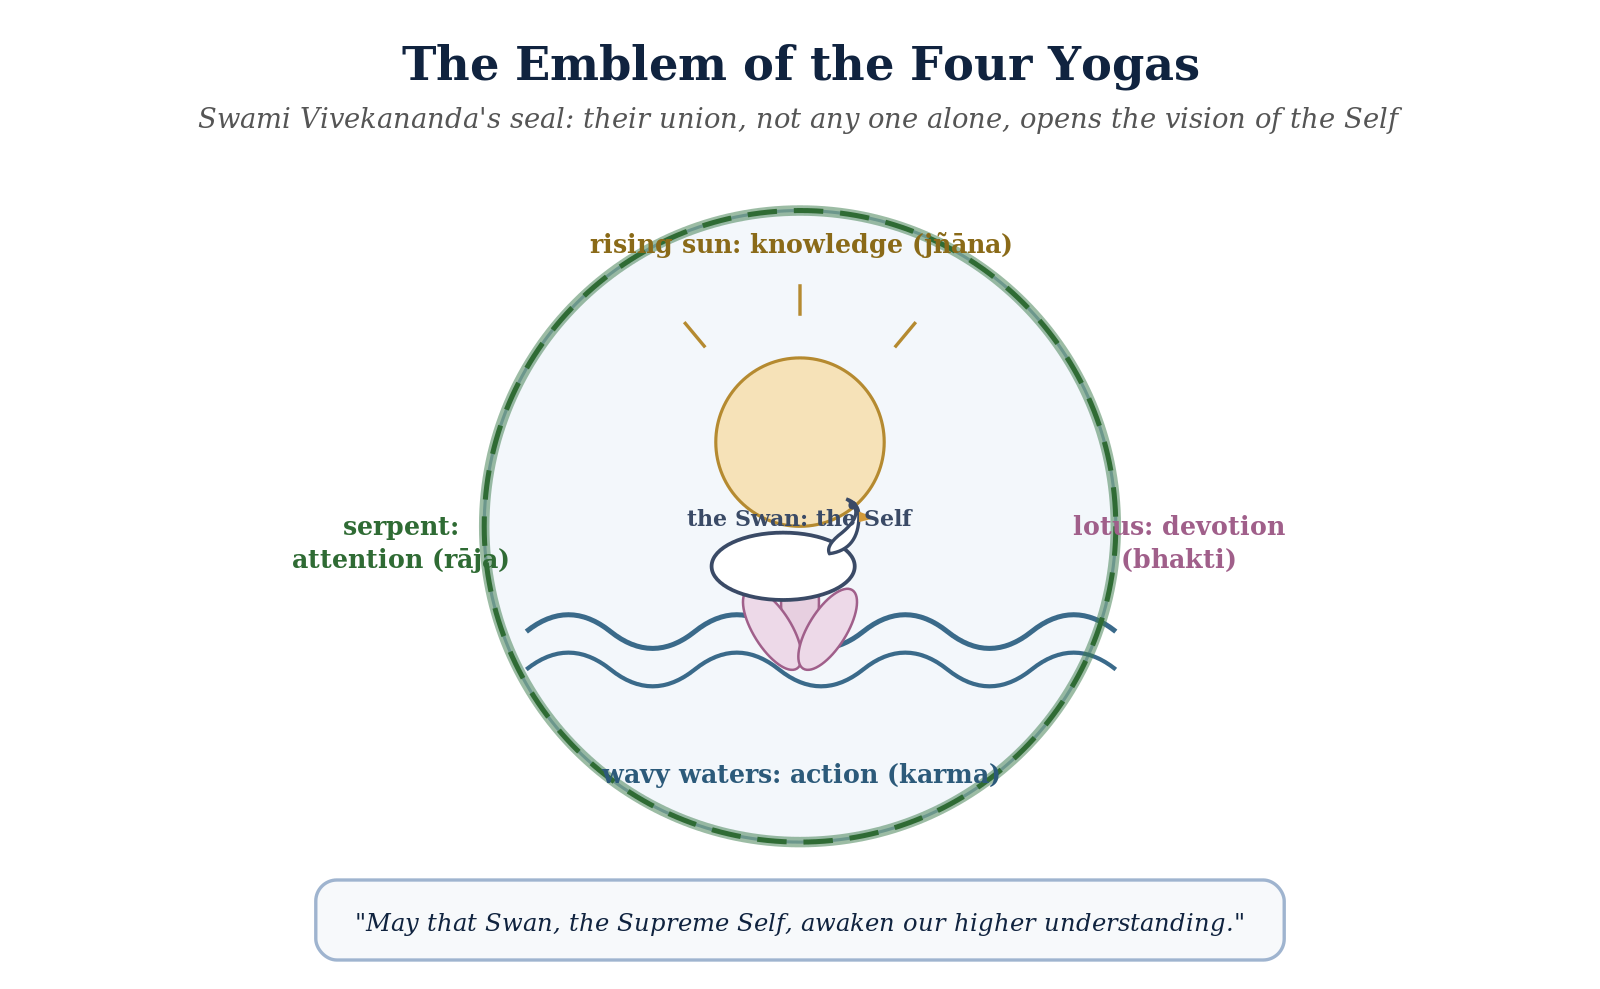 The Emblem of the Four Yogas
Swami Vivekananda's seal: their union, not any one alone, opens the vision of the Self
rising sun: knowledge (jñāna)
the Swan: the Self
serpent:
attention (rāja)
lotus: devotion
(bhakti)
wavy waters: action (karma)
"May that Swan, the Supreme Self, awaken our higher understanding."